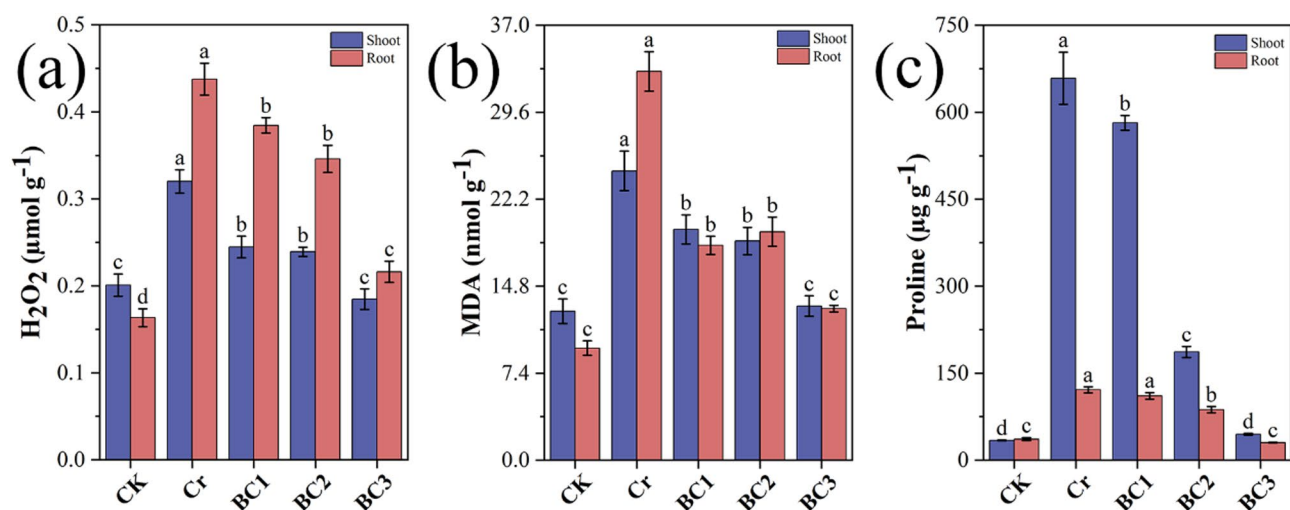 (a)
H₂O₂ (μmol g⁻¹)
0.5
0.4
0.3
0.2
0.1
0.0
Shoot
Root
c
d
a
a
b
b
b
b
c
c
CK
Cr
BC1
BC2
BC3
(b)
MDA (nmol g⁻¹)
37.0
29.6
22.2
14.8
7.4
0.0
Shoot
Root
c
c
a
a
b
b
b
b
c
c
CK
Cr
BC1
BC2
BC3
(c)
Proline (μg g⁻¹)
750
600
450
300
150
0
Shoot
Root
d
c
a
a
b
a
c
b
d
c
CK
Cr
BC1
BC2
BC3